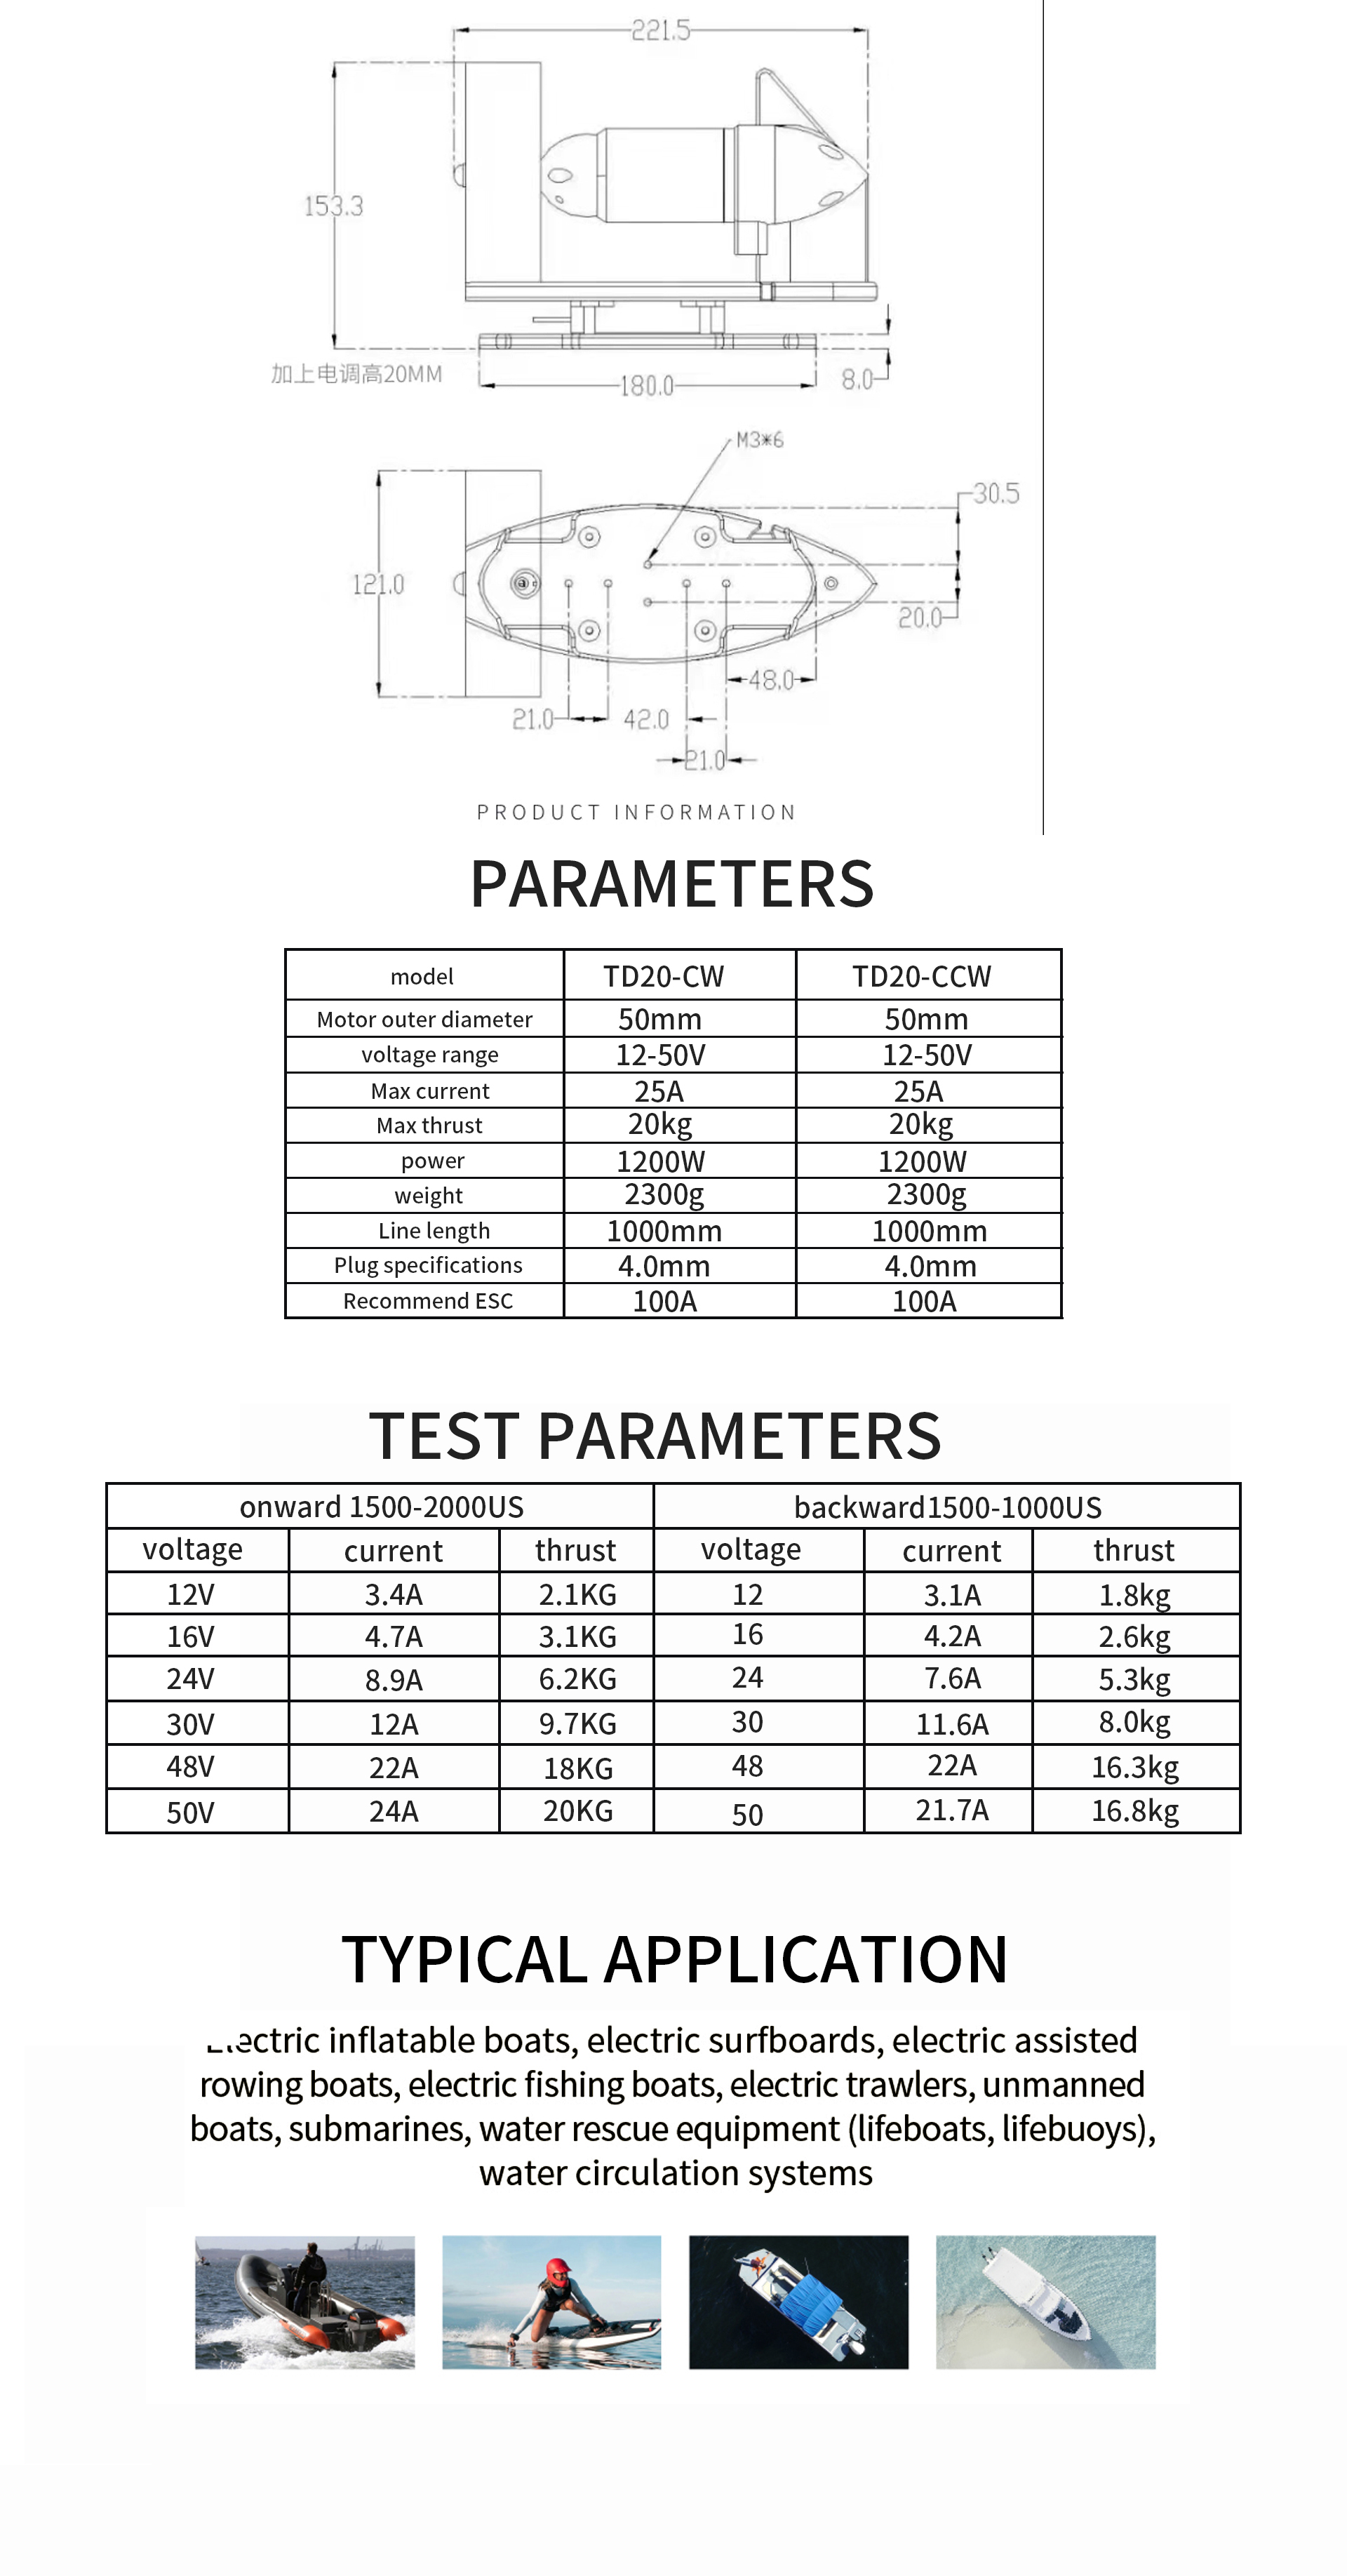 221.5
153.3
加上电调高20MM
180.0
8.0
M3*6
30.5
121.0
20.0
48.0
21.0
42.0
21.0
PRODUCT INFORMATION
PARAMETERS
model TD20-CW TD20-CCW
Motor outer diameter 50mm 50mm
voltage range 12-50V 12-50V
Max current 25A 25A
Max thrust 20kg 20kg
power 1200W 1200W
weight 2300g 2300g
Line length 1000mm 1000mm
Plug specifications 4.0mm 4.0mm
Recommend ESC 100A 100A
TEST PARAMETERS
onward 1500-2000US backward1500-1000US
voltage current thrust voltage current thrust
12V 3.4A 2.1KG 12 3.1A 1.8kg
16V 4.7A 3.1KG 16 4.2A 2.6kg
24V 8.9A 6.2KG 24 7.6A 5.3kg
30V 12A 9.7KG 30 11.6A 8.0kg
48V 22A 18KG 48 22A 16.3kg
50V 24A 20KG 50 21.7A 16.8kg
TYPICAL APPLICATION
Electric inflatable boats, electric surfboards, electric assisted
rowing boats, electric fishing boats, electric trawlers, unmanned
boats, submarines, water rescue equipment (lifeboats, lifebuoys),
water circulation systems